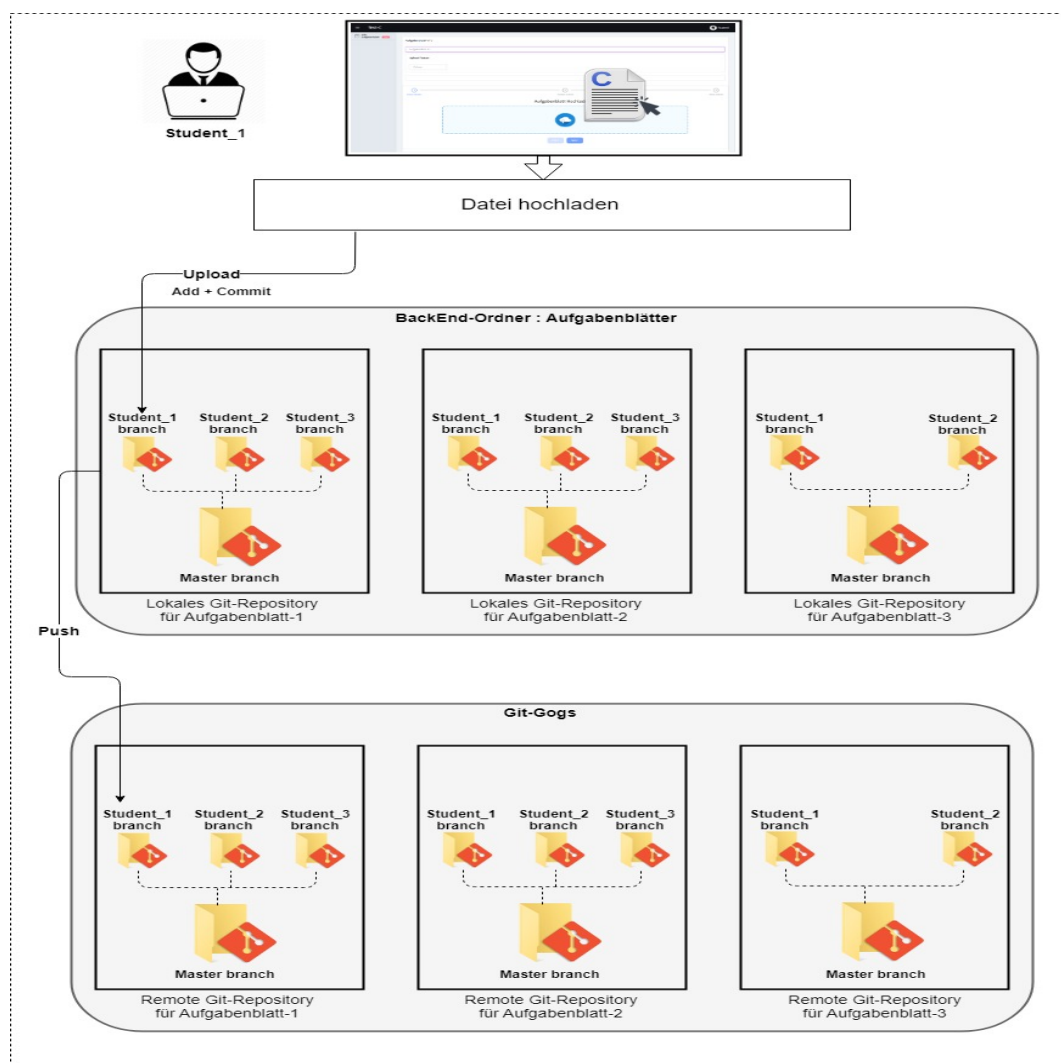 Student_1
C
Datei hochladen
Upload
Add + Commit
BackEnd-Ordner : Aufgabenblätter
Student_1
branch
Student_2
branch
Student_3
branch
Master branch
Lokales Git-Repository
für Aufgabenblatt-1
Student_1
branch
Student_2
branch
Student_3
branch
Master branch
Lokales Git-Repository
für Aufgabenblatt-2
Student_1
branch
Student_2
branch
Master branch
Lokales Git-Repository
für Aufgabenblatt-3
Push
Git-Gogs
Student_1
branch
Student_2
branch
Student_3
branch
Master branch
Remote Git-Repository
für Aufgabenblatt-1
Student_1
branch
Student_2
branch
Student_3
branch
Master branch
Remote Git-Repository
für Aufgabenblatt-2
Student_1
branch
Student_2
branch
Master branch
Remote Git-Repository
für Aufgabenblatt-3